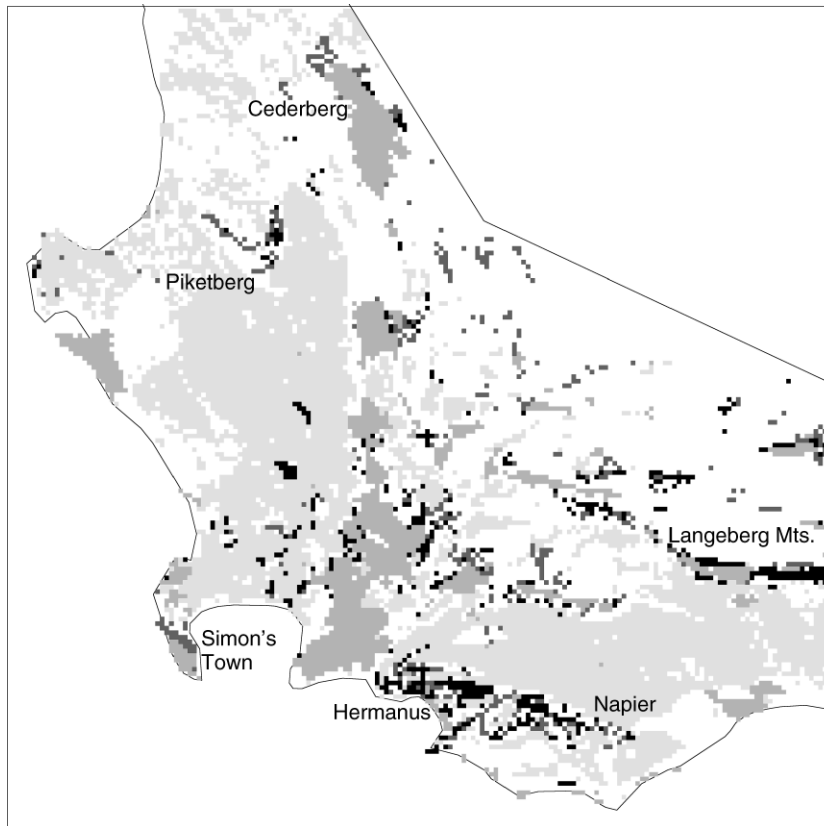 Cederberg
Piketberg
Langeberg Mts.
Simon's
Town
Hermanus
Napier